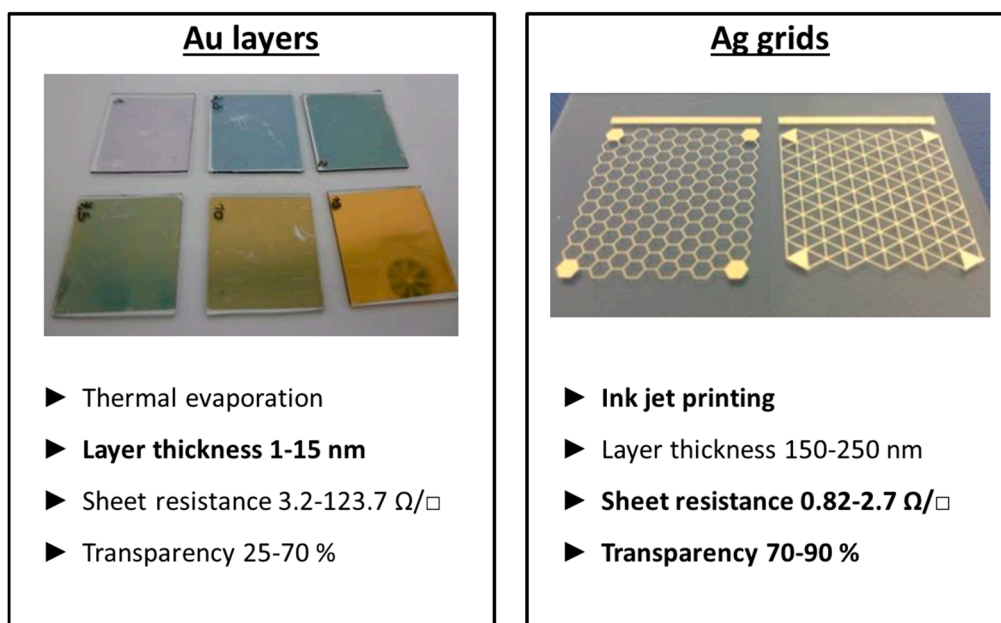 Au layers
► Thermal evaporation
► Layer thickness 1-15 nm
► Sheet resistance 3.2-123.7 Ω/□
► Transparency 25-70 %
Ag grids
► Ink jet printing
► Layer thickness 150-250 nm
► Sheet resistance 0.82-2.7 Ω/□
► Transparency 70-90 %